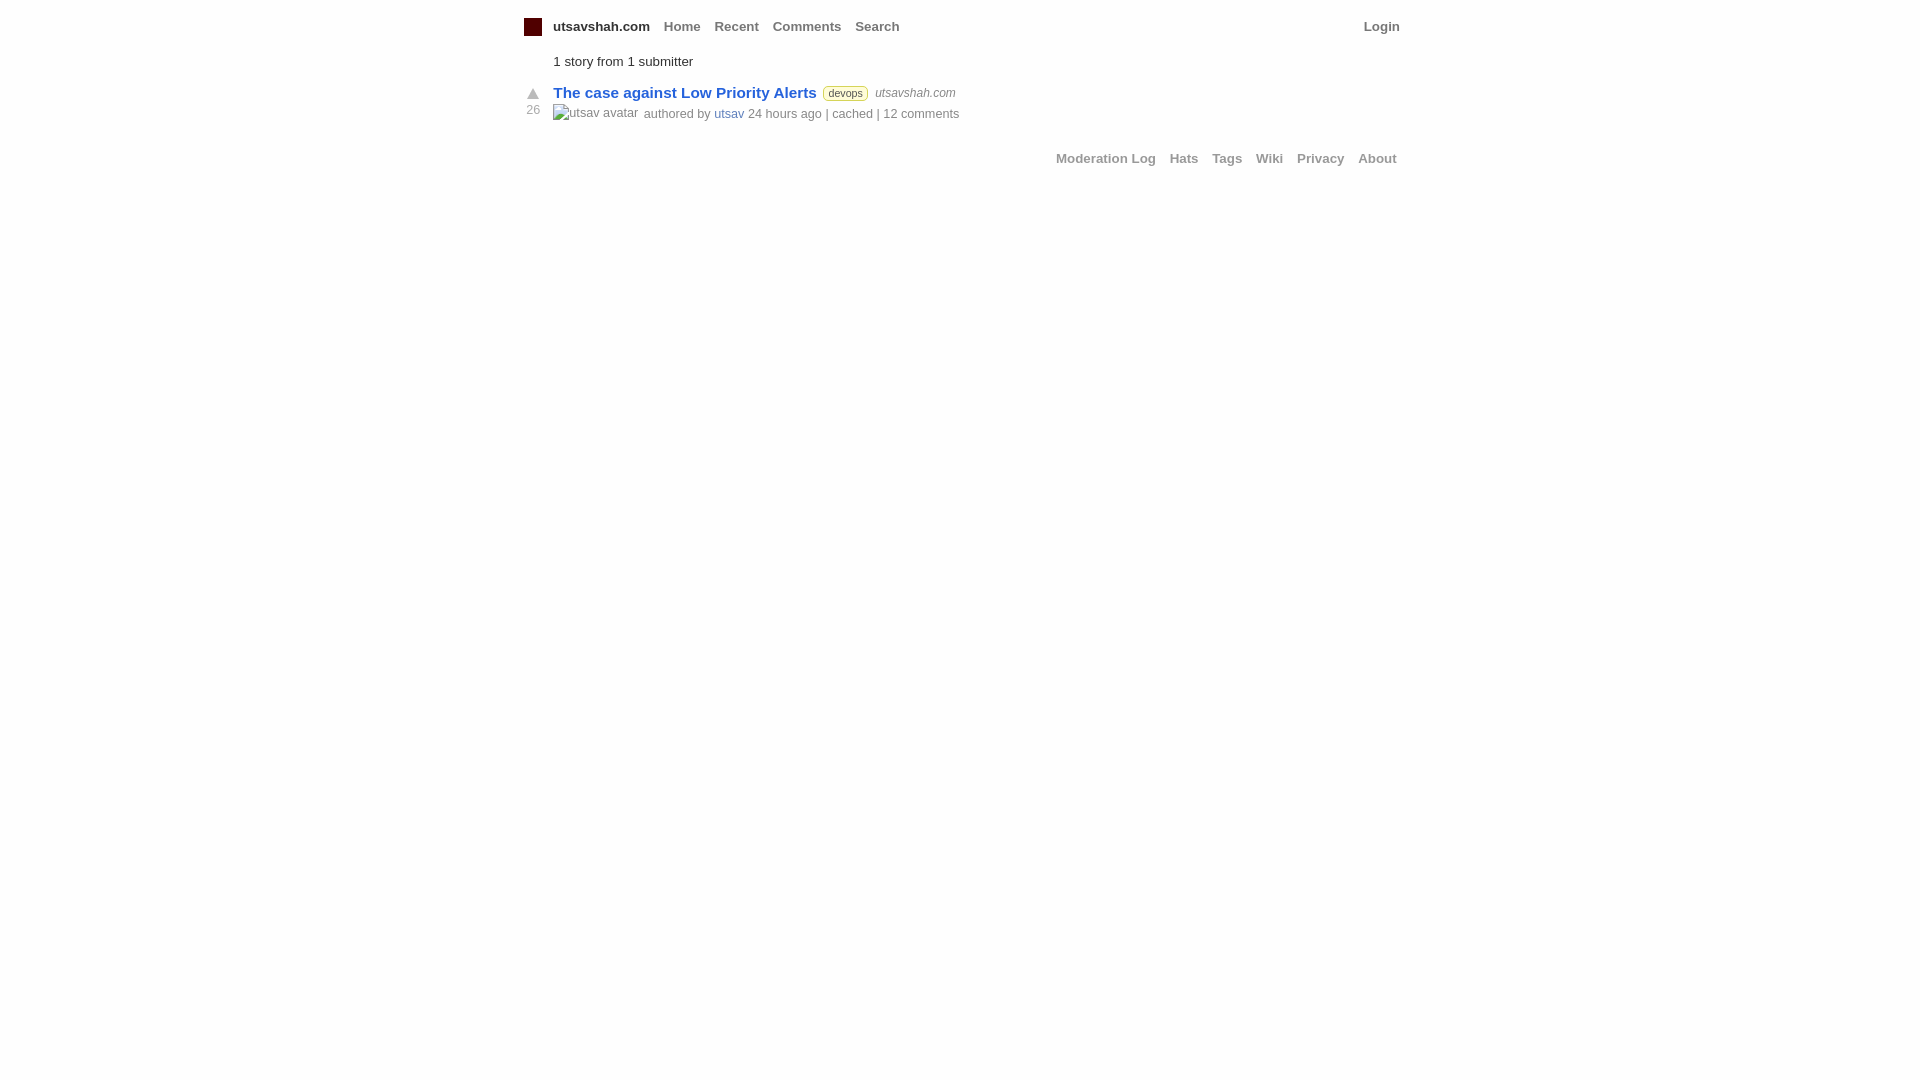 utsavshah.com Home Recent Comments Search Login
1 story from 1 submitter
The case against Low Priority Alerts devops utsavshah.com
26
utsav avatar authored by utsav 24 hours ago | cached | 12 comments
Moderation Log Hats Tags Wiki Privacy About